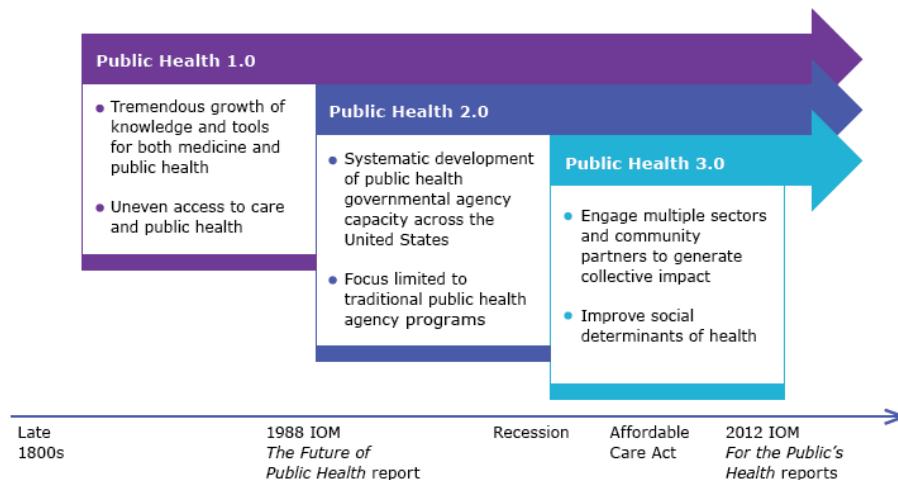 Public Health 1.0
• Tremendous growth of
knowledge and tools
for both medicine and
public health
• Uneven access to care
and public health
Public Health 2.0
• Systematic development
of public health
governmental agency
capacity across the
United States
• Focus limited to
traditional public health
agency programs
Public Health 3.0
• Engage multiple sectors
and community
partners to generate
collective impact
• Improve social
determinants of health
Late
1800s
1988 IOM
The Future of
Public Health report
Recession
Affordable
Care Act
2012 IOM
For the Public's
Health reports